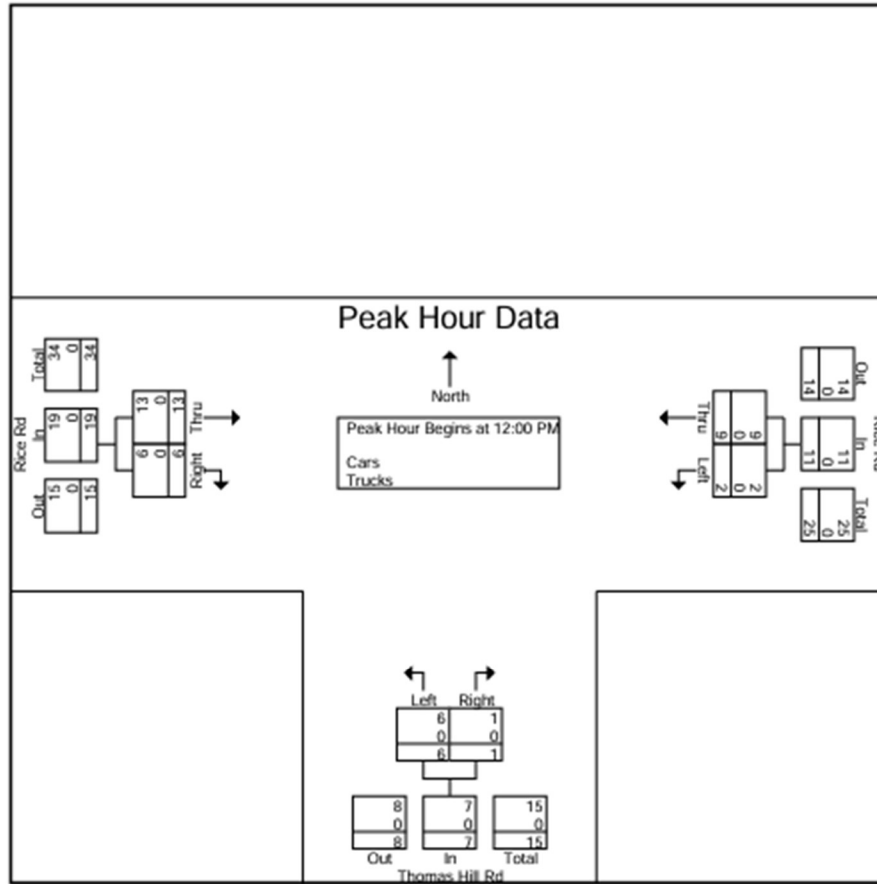 Peak Hour Data
North
Peak Hour Begins at 12:00 PM
Cars
Trucks
Rice Rd
Total
34 0 34
In
19 0 19
Out
15 0 15
Thru
13 0 13
Right
6 0 6
Out
14 0 14
In
11 0 11
Total
25 0 25
Thru
9 0 9
Left
2 0 2
Left Right
6 1
0 0
6 1
8 7 15
0 0 0
8 7 15
Out In Total
Thomas Hill Rd